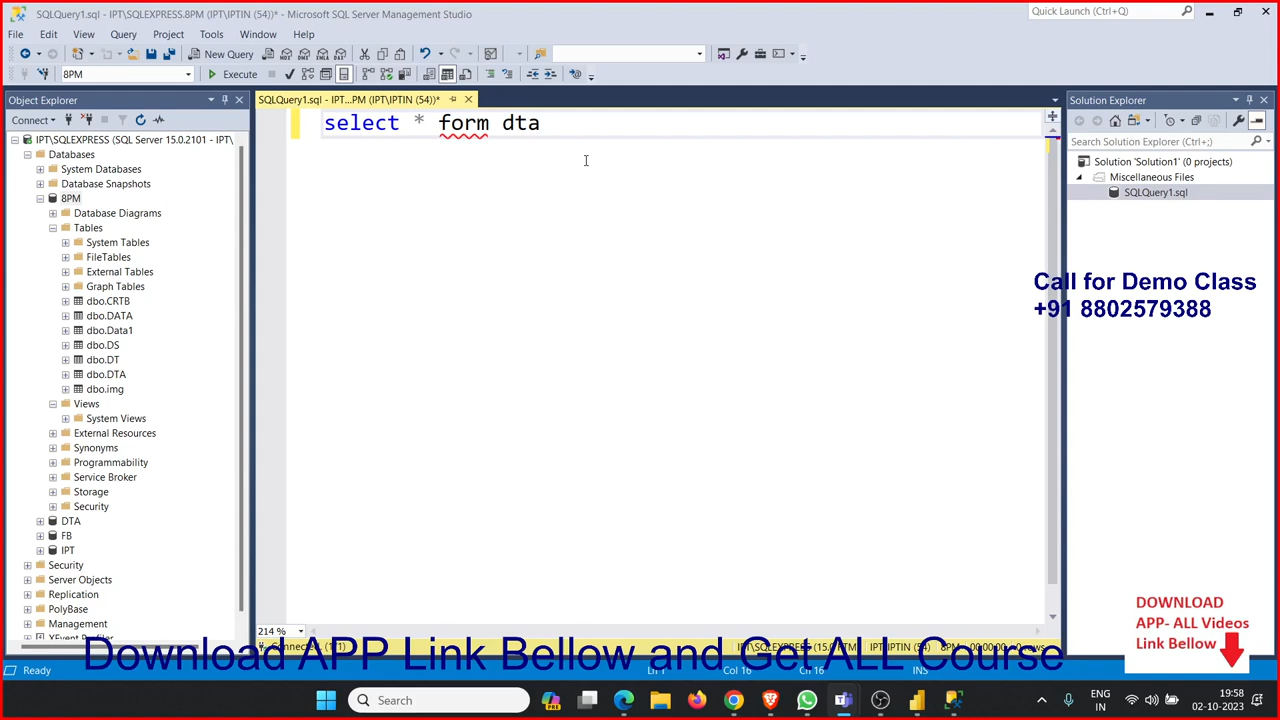 SQLQuery1.sql - IPT\SQLEXPRESS.8PM (IPT\IPTIN (54))* - Microsoft SQL Server Management Studio
Quick Launch (Ctrl+Q)
File Edit View Query Project Tools Window Help
New Query
8PM
Execute
Object Explorer
SQLQuery1.sql - IPT...PM (IPT\IPTIN (54))*
Solution Explorer
Connect
select * form dta
Search Solution Explorer (Ctrl+;)
IPT\SQLEXPRESS (SQL Server 15.0.2101 - IPT\
Databases
System Databases
Database Snapshots
8PM
Database Diagrams
Tables
System Tables
FileTables
External Tables
Graph Tables
dbo.CRTB
dbo.DATA
dbo.Data1
dbo.DS
dbo.DT
dbo.DTA
dbo.img
Views
System Views
External Resources
Synonyms
Programmability
Service Broker
Storage
Security
DTA
FB
IPT
Security
Server Objects
Replication
PolyBase
Management
Solution 'Solution1' (0 projects)
Miscellaneous Files
SQLQuery1.sql
Call for Demo Class
+91 8802579388
DOWNLOAD
APP- ALL Videos
Link Bellow
214 %
Download APP Link Bellow and Get ALL Course
Ready
Col 16
INS
Search
ENG
IN
19:58
02-10-2023